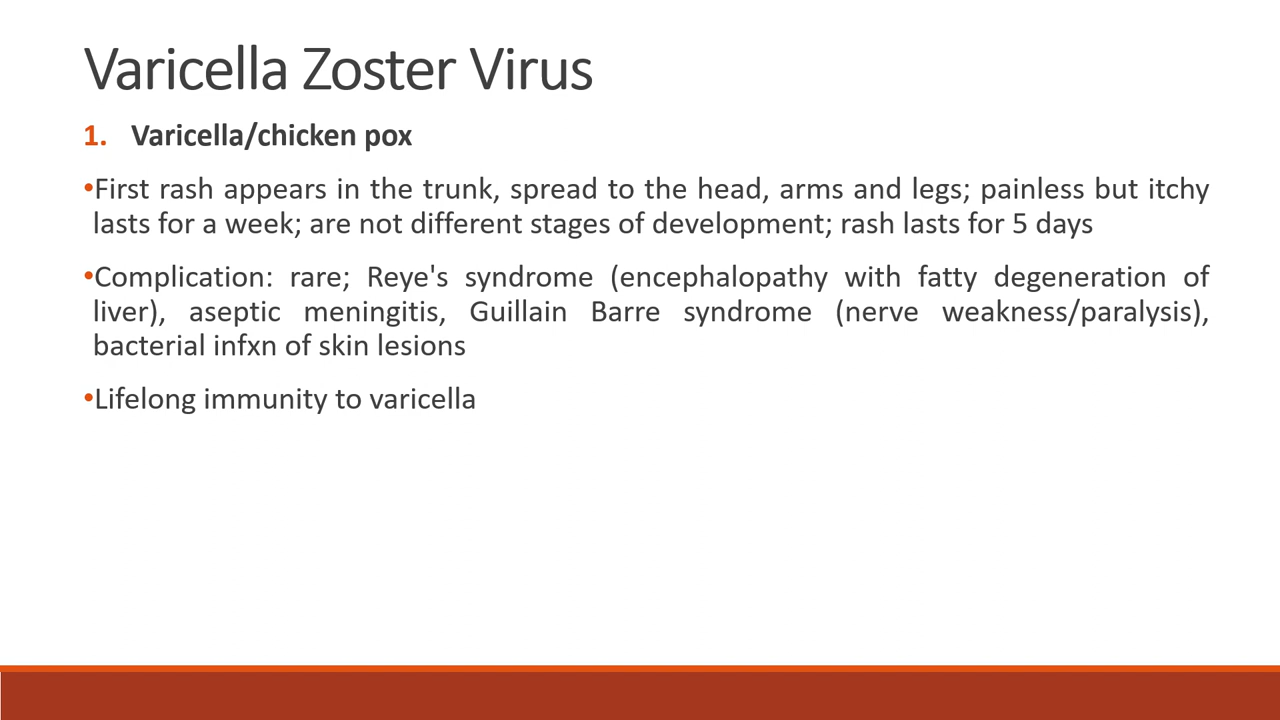 Varicella Zoster Virus
1. Varicella/chicken pox
•First rash appears in the trunk, spread to the head, arms and legs; painless but itchy
lasts for a week; are not different stages of development; rash lasts for 5 days
•Complication: rare; Reye's syndrome (encephalopathy with fatty degeneration of
liver), aseptic meningitis, Guillain Barre syndrome (nerve weakness/paralysis),
bacterial infxn of skin lesions
•Lifelong immunity to varicella